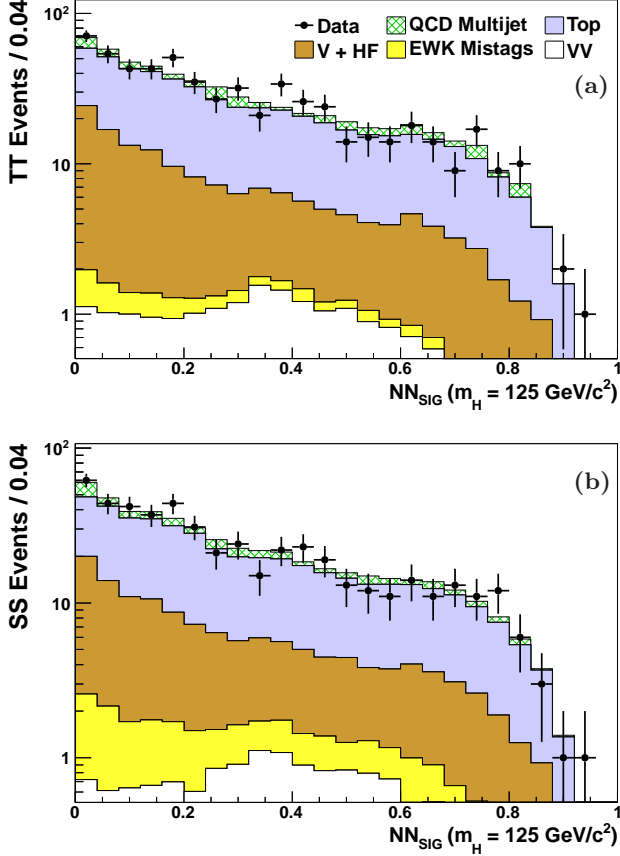 Data QCD Multijet Top
V + HF EWK Mistags VV
(a)
TT Events / 0.04
10²
10
1
0 0.2 0.4 0.6 0.8 1
NN_SIG (m_H = 125 GeV/c²)
(b)
SS Events / 0.04
10²
10
1
0 0.2 0.4 0.6 0.8 1
NN_SIG (m_H = 125 GeV/c²)